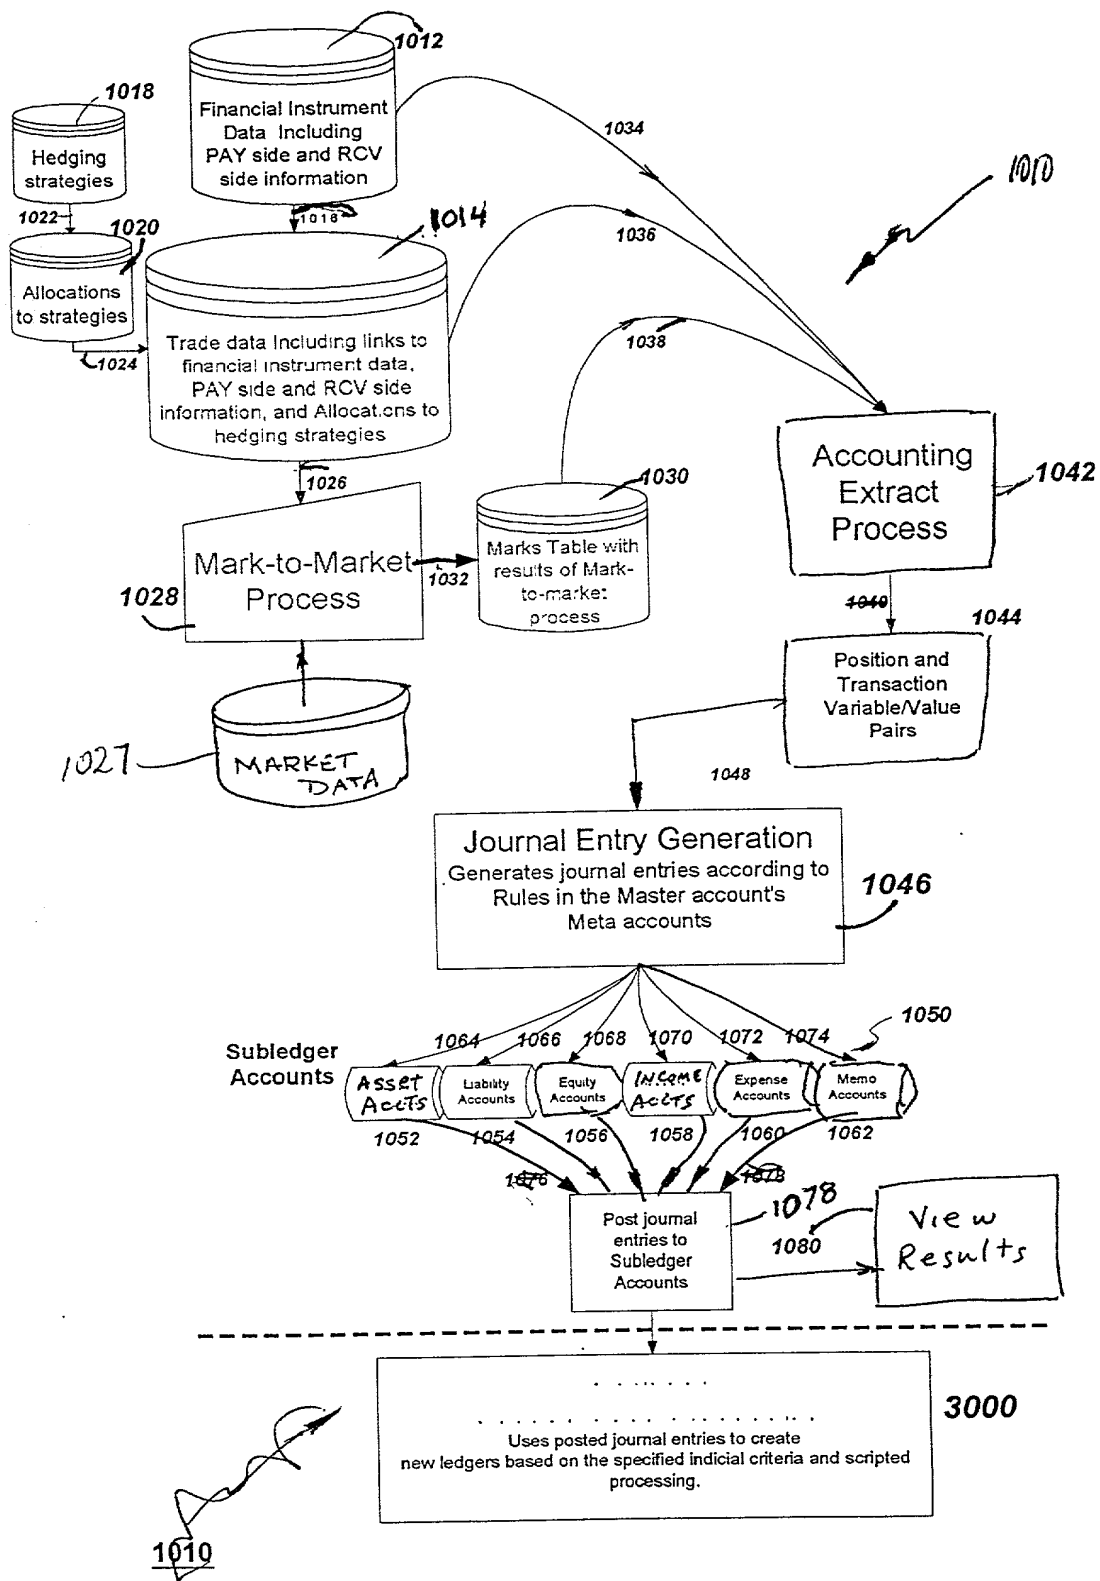 1012
Financial Instrument
Data Including
PAY side and RCV
side information
1018
Hedging
strategies
1022
1020
Allocations
to strategies
1024
1018
1014
Trade data Including links to
financial instrument data,
PAY side and RCV side
information, and Allocations to
hedging strategies
1034
1036
1038
1010
1026
Mark-to-Market
Process
1028
1032
1030
Marks Table with
results of Mark-
to-market
process
1027
MARKET
DATA
Accounting
Extract
Process
1042
1040
1044
Position and
Transaction
Variable/Value
Pairs
1048
Journal Entry Generation
Generates journal entries according to
Rules in the Master account's
Meta accounts
1046
1064
1066
1068
1070
1072
1074
1050
Subledger
Accounts
ASSET
ACCTS
Liability
Accounts
Equity
Accounts
INCOME
ACCTS
Expense
Accounts
Memo
Accounts
1052
1054
1056
1058
1060
1062
1076
1078
Post journal
entries to
Subledger
Accounts
1078
1080
View
Results
3000
Uses posted journal entries to create
new ledgers based on the specified indicial criteria and scripted
processing.
1010